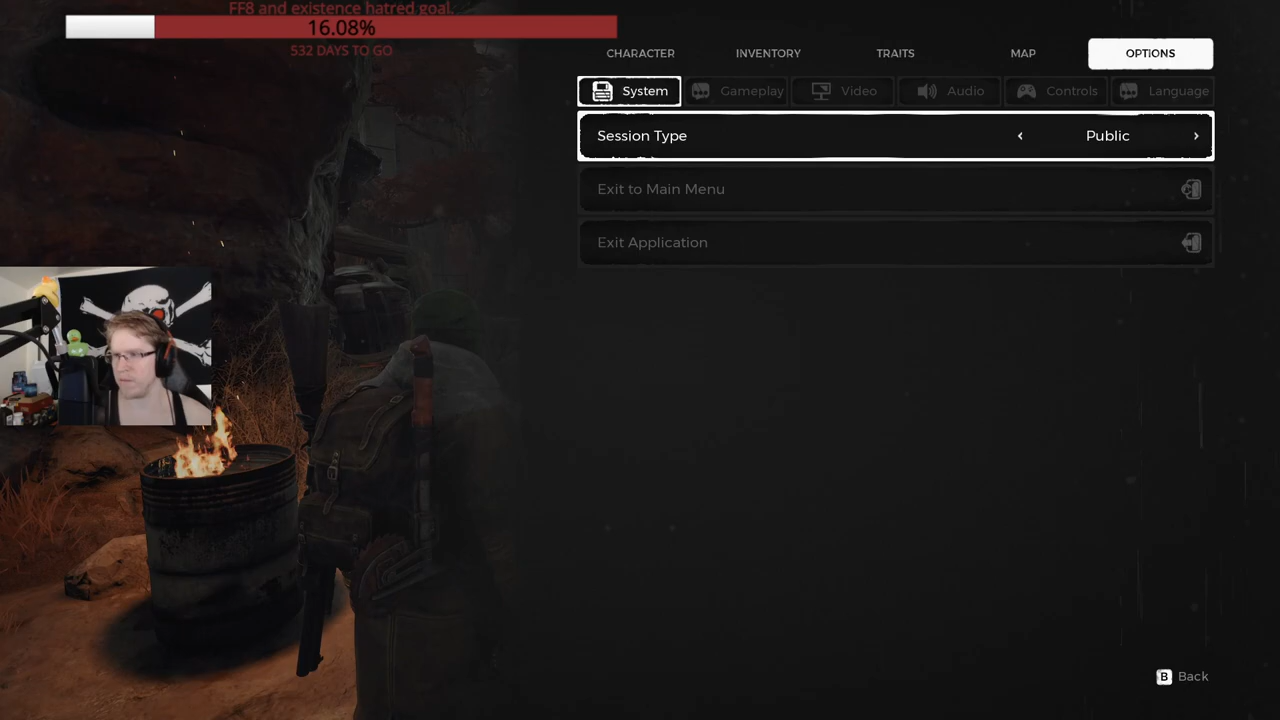 FF8 and existence hatred goal.
16.08%
532 DAYS TO GO
CHARACTER INVENTORY TRAITS MAP OPTIONS
System Gameplay Video Audio Controls Language
Session Type Public
Exit to Main Menu
Exit Application
B Back